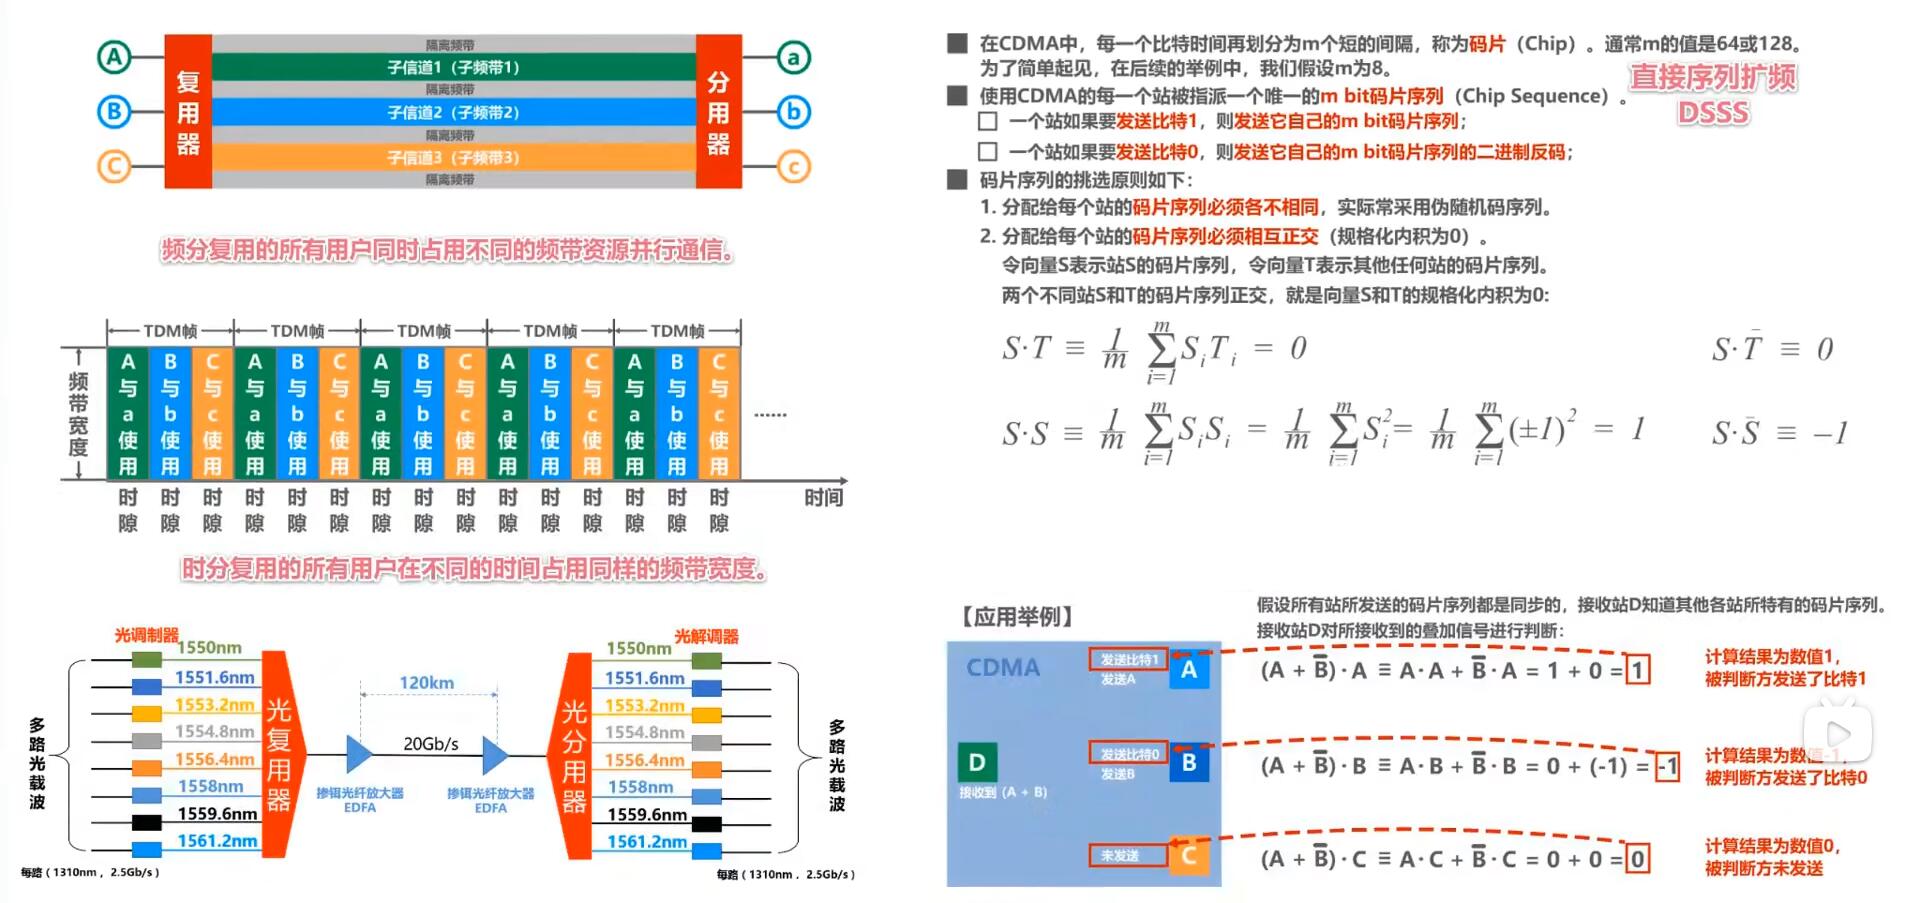 隔离频带
子信道1（子频带1）
隔离频带
子信道2（子频带2）
隔离频带
子信道3（子频带3）
隔离频带
A
B
C
复用器
分用器
a
b
c
频分复用的所有用户同时占用不同的频带资源并行通信。
TDM帧 TDM帧 TDM帧 TDM帧 TDM帧
频带宽度
A与a使用 B与b使用 C与c使用 A与a使用 B与b使用 C与c使用 A与a使用 B与b使用 C与c使用 A与a使用 B与b使用 C与c使用 A与a使用 B与b使用 C与c使用 ......
时隙 时隙 时隙 时隙 时隙 时隙 时隙 时隙 时隙 时隙 时隙 时隙 时隙 时隙 时隙 时间
时分复用的所有用户在不同的时间占用同样的频带宽度。
光调制器
多路光载波
1550nm
1551.6nm
1553.2nm
1554.8nm
1556.4nm
1558nm
1559.6nm
1561.2nm
每路（1310nm，2.5Gb/s）
光复用器
120km
20Gb/s
掺铒光纤放大器
EDFA
掺铒光纤放大器
EDFA
光分用器
光解调器
1550nm
1551.6nm
1553.2nm
1554.8nm
1556.4nm
1558nm
1559.6nm
1561.2nm
多路光载波
每路（1310nm，2.5Gb/s）
在CDMA中，每一个比特时间再划分为m个短的间隔，称为码片（Chip）。通常m的值是64或128。
为了简单起见，在后续的举例中，我们假设m为8。
直接序列扩频
DSSS
使用CDMA的每一个站被指派一个唯一的m bit码片序列（Chip Sequence）。
一个站如果要发送比特1，则发送它自己的m bit码片序列；
一个站如果要发送比特0，则发送它自己的m bit码片序列的二进制反码；
码片序列的挑选原则如下：
1. 分配给每个站的码片序列必须各不相同，实际常采用伪随机码序列。
2. 分配给每个站的码片序列必须相互正交（规格化内积为0）。
令向量S表示站S的码片序列，令向量T表示其他任何站的码片序列。
两个不同站S和T的码片序列正交，就是向量S和T的规格化内积为0:
S·T ≡ 1/m ∑_{i=1}^{m} S_i T_i = 0
S·T̄ ≡ 0
S·S ≡ 1/m ∑_{i=1}^{m} S_i S_i = 1/m ∑_{i=1}^{m} S_i^2 = 1/m ∑_{i=1}^{m} (±1)^2 = 1
S·S̄ ≡ −1
【应用举例】
假设所有站所发送的码片序列都是同步的，接收站D知道其他各站所特有的码片序列。
接收站D对所接收到的叠加信号进行判断：
CDMA
发送比特1
发送A
A
D
接收到（A + B）
发送比特0
发送B
B
未发送
C
(A + B̄)·A ≡ A·A + B̄·A = 1 + 0 = 1
计算结果为数值1，
被判断方发送了比特1
(A + B̄)·B ≡ A·B + B̄·B = 0 + (-1) = -1
计算结果为数值-1，
被判断方发送了比特0
(A + B̄)·C ≡ A·C + B̄·C = 0 + 0 = 0
计算结果为数值0，
被判断方未发送